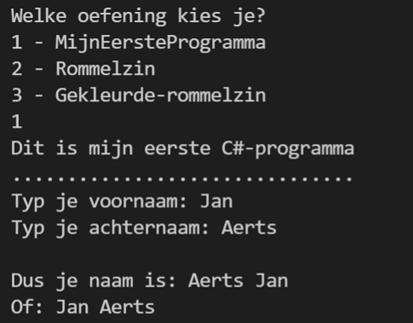 Welke oefening kies je?
1 - MijnEersteProgramma
2 - Rommelzin
3 - Gekleurde-rommelzin
1
Dit is mijn eerste C#-programma
...............................
Typ je voornaam: Jan
Typ je achternaam: Aerts

Dus je naam is: Aerts Jan
Of: Jan Aerts